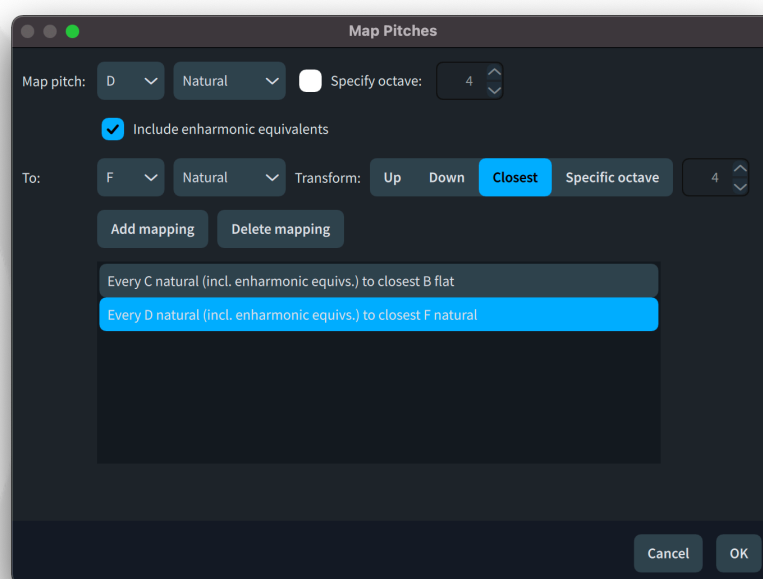 Map Pitches
Map pitch: D Natural Specify octave: 4
Include enharmonic equivalents
To: F Natural Transform: Up Down Closest Specific octave 4
Add mapping Delete mapping
Every C natural (incl. enharmonic equivs.) to closest B flat
Every D natural (incl. enharmonic equivs.) to closest F natural
Cancel OK